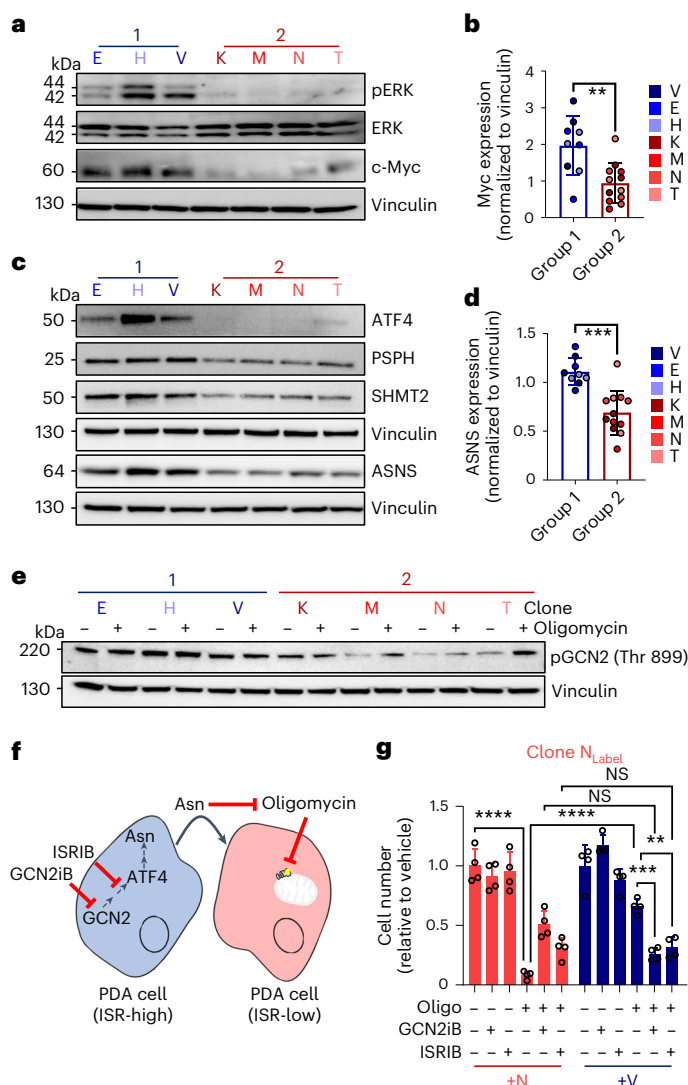 a
1 2
E H V K M N T
kDa
44
42
pERK
44
42
ERK
60
c-Myc
130
Vinculin
b
Myc expression
(normalized to vinculin)
4
3
2
1
0
**
Group 1
Group 2
V
E
H
K
M
N
T
c
1 2
E H V K M N T
kDa
50
ATF4
25
PSPH
50
SHMT2
130
Vinculin
64
ASNS
130
Vinculin
d
ASNS expression
(normalized to vinculin)
1.5
1.0
0.5
0
***
Group 1
Group 2
V
E
H
K
M
N
T
e
1 2
E H V K M N T Clone
– + – + – + – + – + – + – + Oligomycin
kDa
220
pGCN2 (Thr 899)
130
Vinculin
f
Asn
Oligomycin
Asn
ISRIB
GCN2iB
ATF4
GCN2
PDA cell
(ISR-high)
PDA cell
(ISR-low)
g
Clone NLabel
NS
NS
**** ****
**
***
Cell number
(relative to vehicle)
1.5
1.0
0.5
0
Oligo – – – + + + – – – + + +
GCN2iB – + – – + – – + – – + –
ISRIB – – + – – + – – + – – +
+N +V